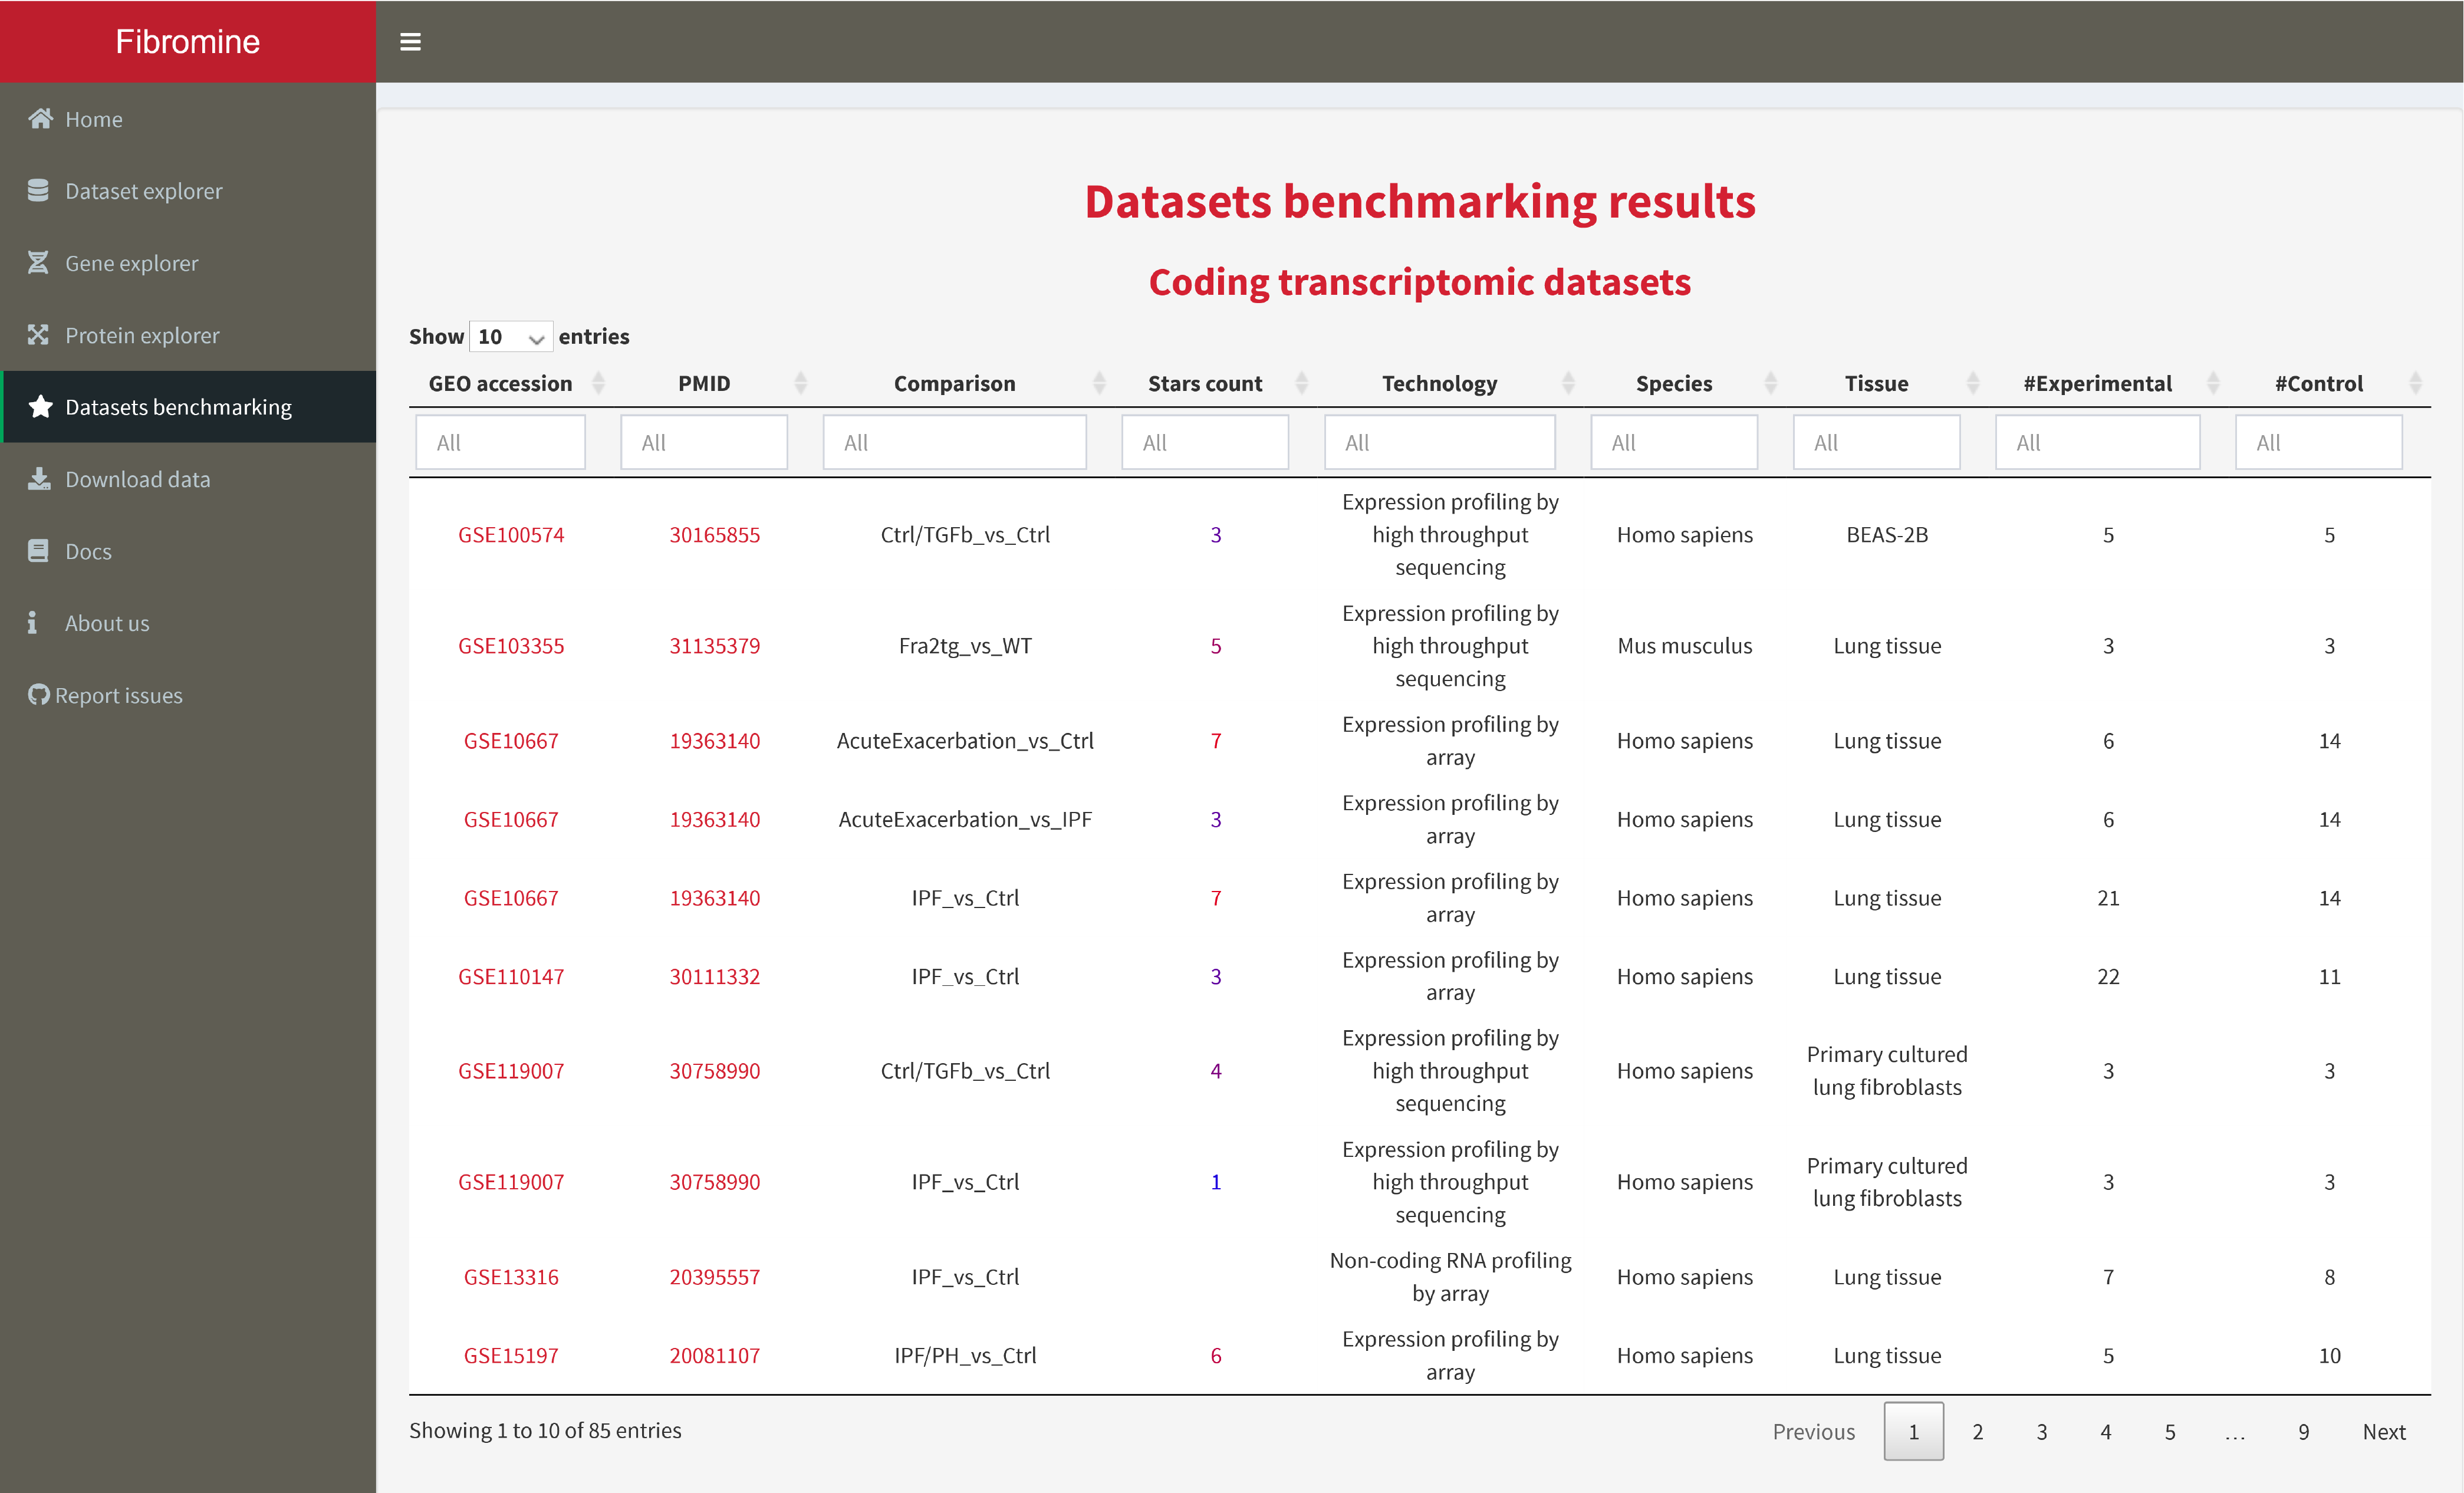 Fibromine
Home
Dataset explorer
Gene explorer
Protein explorer
Datasets benchmarking
Download data
Docs
About us
Report issues
Datasets benchmarking results
Coding transcriptomic datasets
Show 10 entries
GEO accession PMID Comparison Stars count Technology Species Tissue #Experimental #Control
All All All All All All All All All
GSE100574 30165855 Ctrl/TGFb_vs_Ctrl 3 Expression profiling by high throughput sequencing Homo sapiens BEAS-2B 5 5
GSE103355 31135379 Fra2tg_vs_WT 5 Expression profiling by high throughput sequencing Mus musculus Lung tissue 3 3
GSE10667 19363140 AcuteExacerbation_vs_Ctrl 7 Expression profiling by array Homo sapiens Lung tissue 6 14
GSE10667 19363140 AcuteExacerbation_vs_IPF 3 Expression profiling by array Homo sapiens Lung tissue 6 14
GSE10667 19363140 IPF_vs_Ctrl 7 Expression profiling by array Homo sapiens Lung tissue 21 14
GSE110147 30111332 IPF_vs_Ctrl 3 Expression profiling by array Homo sapiens Lung tissue 22 11
GSE119007 30758990 Ctrl/TGFb_vs_Ctrl 4 Expression profiling by high throughput sequencing Homo sapiens Primary cultured lung fibroblasts 3 3
GSE119007 30758990 IPF_vs_Ctrl 1 Expression profiling by high throughput sequencing Homo sapiens Primary cultured lung fibroblasts 3 3
GSE13316 20395557 IPF_vs_Ctrl Non-coding RNA profiling by array Homo sapiens Lung tissue 7 8
GSE15197 20081107 IPF/PH_vs_Ctrl 6 Expression profiling by array Homo sapiens Lung tissue 5 10
Showing 1 to 10 of 85 entries
Previous 1 2 3 4 5 ... 9 Next